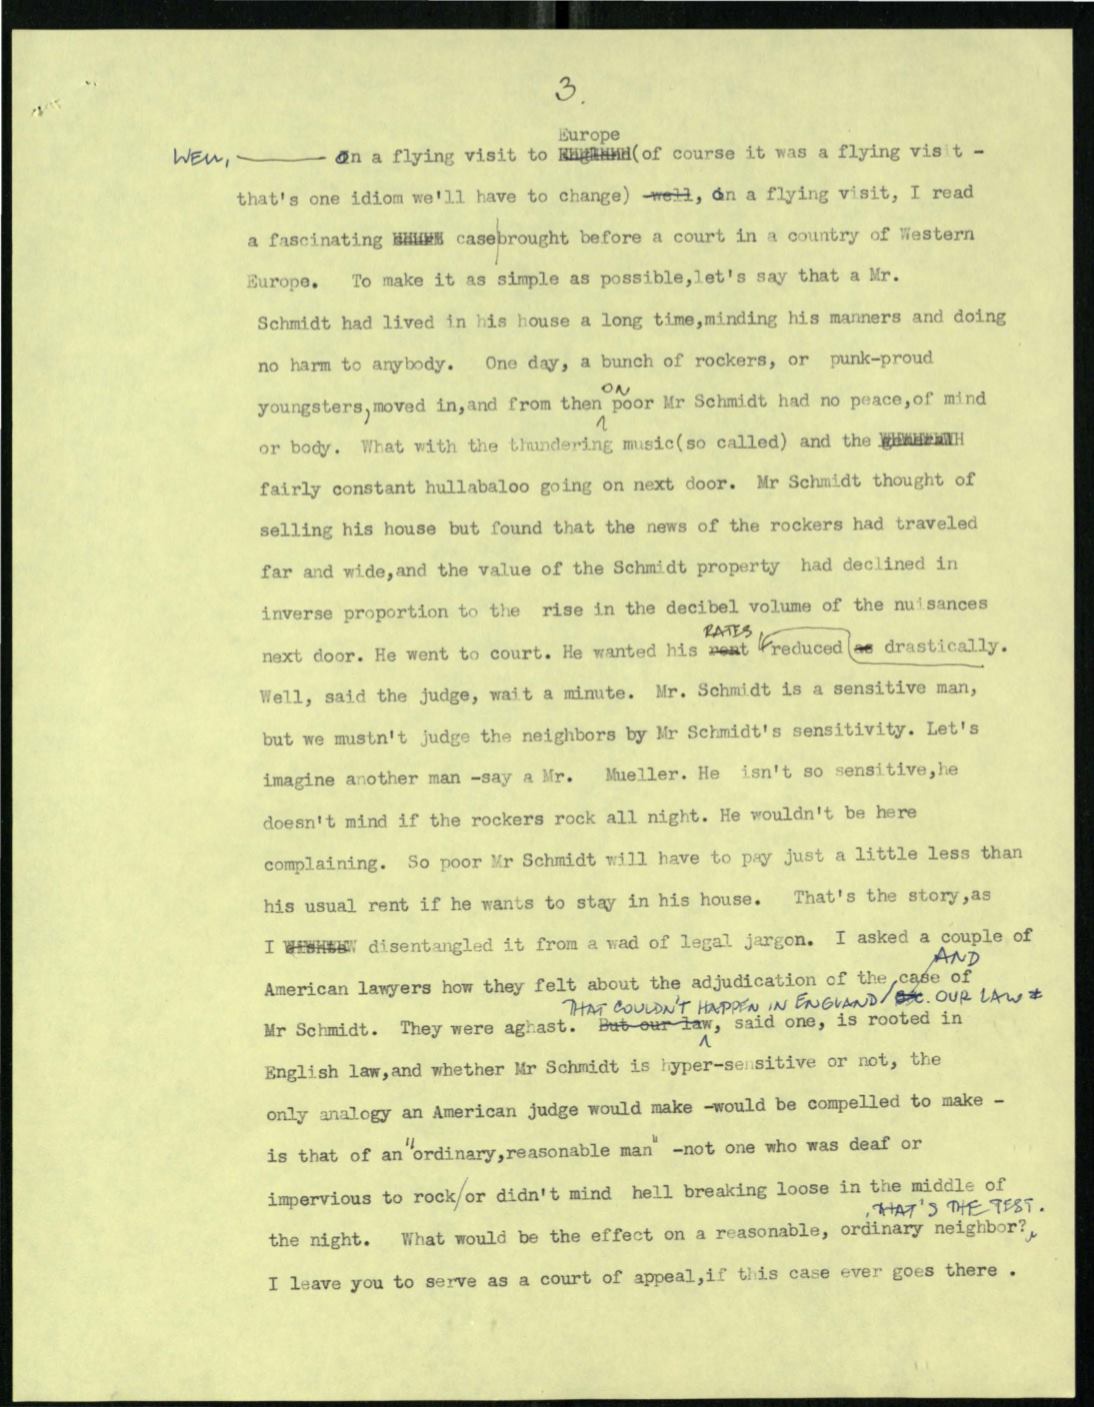 3.
Europe
WELL, On a flying visit to England (of course it was a flying visit -
that's one idiom we'll have to change) well, on a flying visit, I read
a fascinating case brought before a court in a country of Western
Europe. To make it as simple as possible,let's say that a Mr.
Schmidt had lived in his house a long time,minding his manners and doing
no harm to anybody. One day, a bunch of rockers, or punk-proud
ON
youngsters, moved in,and from then poor Mr Schmidt had no peace,of mind
or body. What with the thundering music(so called) and the general
fairly constant hullabaloo going on next door. Mr Schmidt thought of
selling his house but found that the news of the rockers had traveled
far and wide,and the value of the Schmidt property had declined in
inverse proportion to the rise in the decibel volume of the nuisances
RATES,
next door. He went to court. He wanted his rent reduced as drastically.
Well, said the judge, wait a minute. Mr. Schmidt is a sensitive man,
but we mustn't judge the neighbors by Mr Schmidt's sensitivity. Let's
imagine another man -say a Mr. Mueller. He isn't so sensitive,he
doesn't mind if the rockers rock all night. He wouldn't be here
complaining. So poor Mr Schmidt will have to pay just a little less than
his usual rent if he wants to stay in his house. That's the story,as
I disentangled it from a wad of legal jargon. I asked a couple of
AND
American lawyers how they felt about the adjudication of the case of
THAT COULDN'T HAPPEN IN ENGLAND / OUR LAW
Mr Schmidt. They were aghast. But our law, said one, is rooted in
English law,and whether Mr Schmidt is hyper-sensitive or not, the
only analogy an American judge would make -would be compelled to make -
is that of an "ordinary,reasonable man" -not one who was deaf or
impervious to rock/or didn't mind hell breaking loose in the middle of
THAT'S THE TEST.
the night. What would be the effect on a reasonable, ordinary neighbor?
I leave you to serve as a court of appeal,if this case ever goes there .